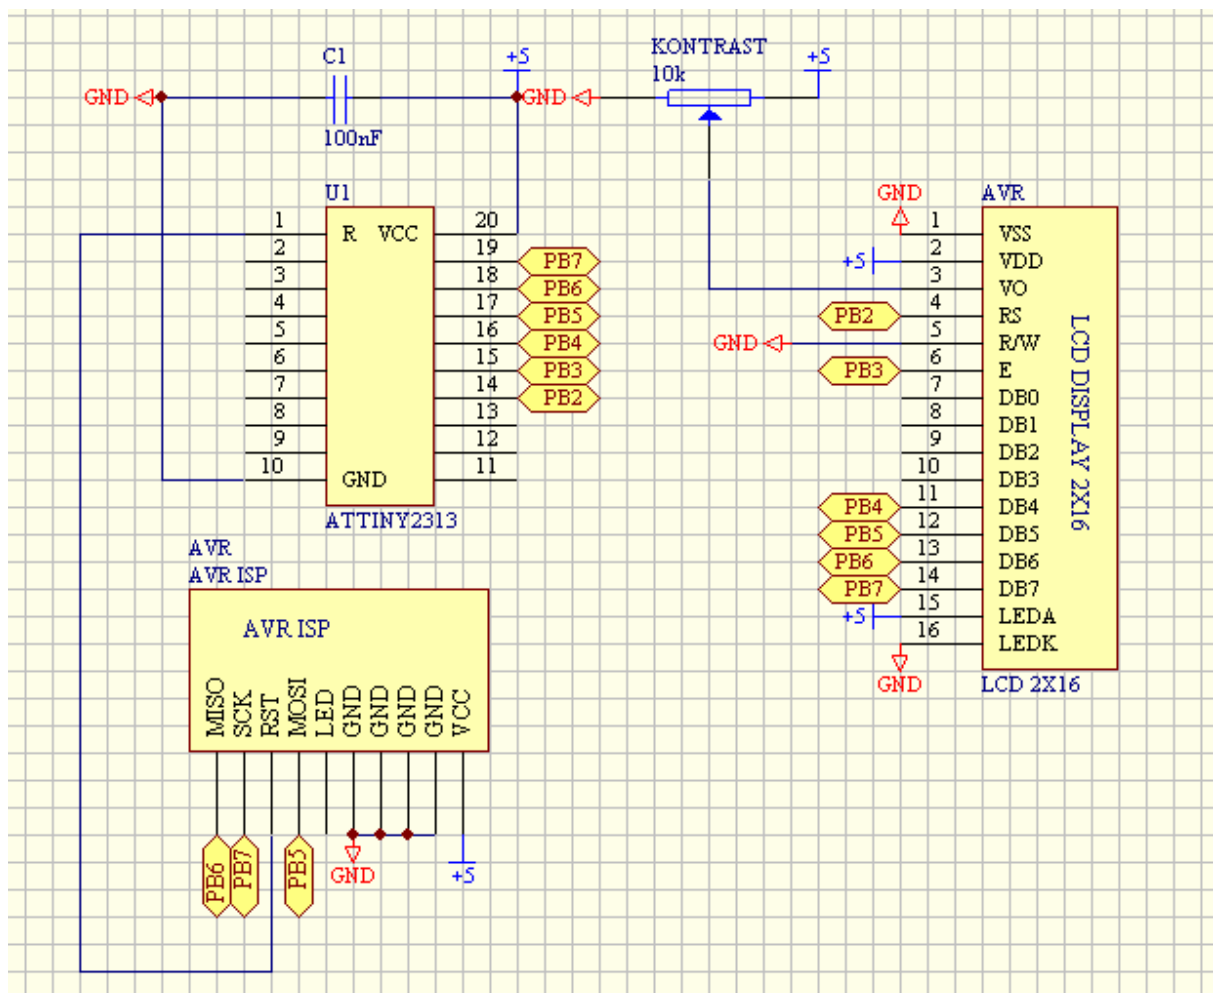 C1
+5
KONTRAST
10k
+5
GND
GND
100nF
U1
1 R VCC 20
2 19 PB7
3 18 PB6
4 17 PB5
5 16 PB4
6 15 PB3
7 14 PB2
8 13
9 12
10 GND 11
ATTINY2313
GND
AVR
1 VSS
+5 2 VDD
3 VO
PB2 4 RS
GND 5 R/W
PB3 6 E
7 DB0
8 DB1
9 DB2
10 DB3
PB4 11 DB4
PB5 12 DB5
PB6 13 DB6
PB7 14 DB7
+5 15 LEDA
16 LEDK
GND
LCD DISPLAY 2X16
LCD 2X16
AVR
AVR ISP
AVR ISP
MISO
SCK
RST
MOSI
LED
GND
GND
GND
GND
VCC
PB6
PB7
PB5
GND
+5